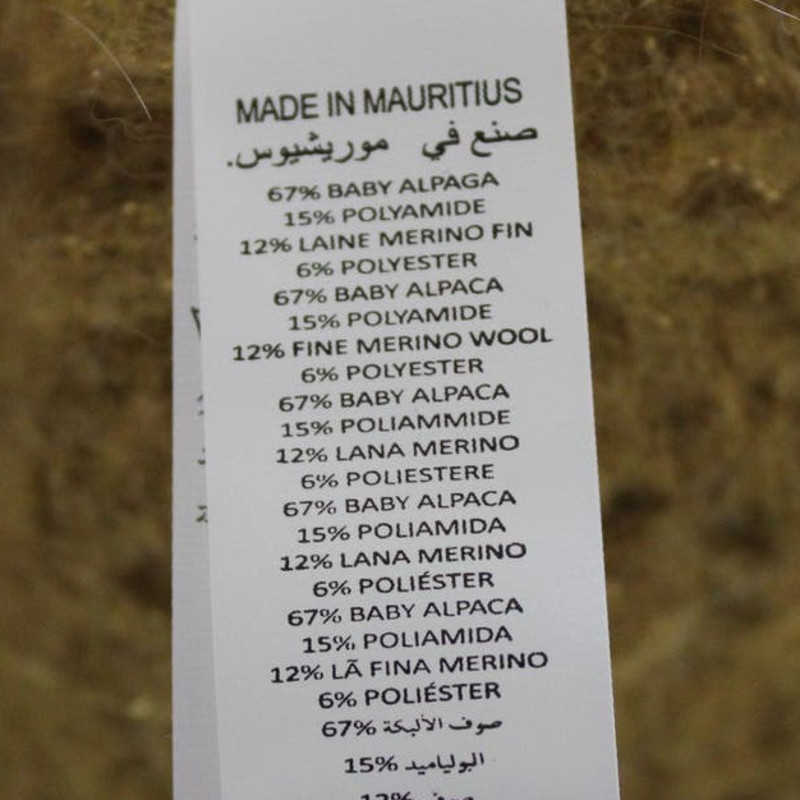 MADE IN MAURITIUS
صنع في موريشيوس.
67% BABY ALPAGA
15% POLYAMIDE
12% LAINE MERINO FIN
6% POLYESTER
67% BABY ALPACA
15% POLYAMIDE
12% FINE MERINO WOOL
6% POLYESTER
67% BABY ALPACA
15% POLIAMMIDE
12% LANA MERINO
6% POLIESTERE
67% BABY ALPACA
15% POLIAMIDA
12% LANA MERINO
6% POLIÉSTER
67% BABY ALPACA
15% POLIAMIDA
12% LÃ FINA MERINO
6% POLIÉSTER
67% صوف الألبكة
15% البولياميد
12% صوف